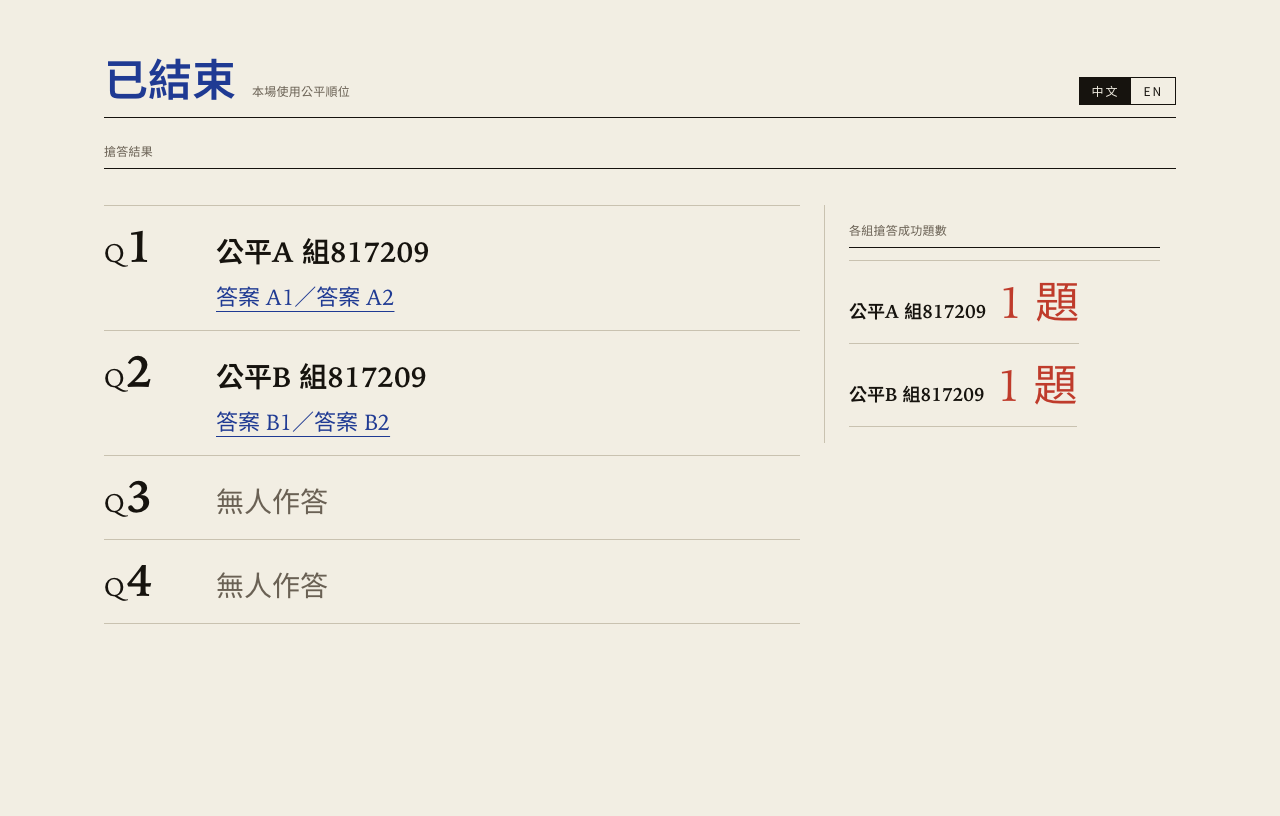 已結束
本場使用公平順位
中文
EN
搶答結果
Q1
公平A 組817209
答案 A1／答案 A2
Q2
公平B 組817209
答案 B1／答案 B2
Q3
無人作答
Q4
無人作答
各組搶答成功題數
公平A 組817209 1 題
公平B 組817209 1 題